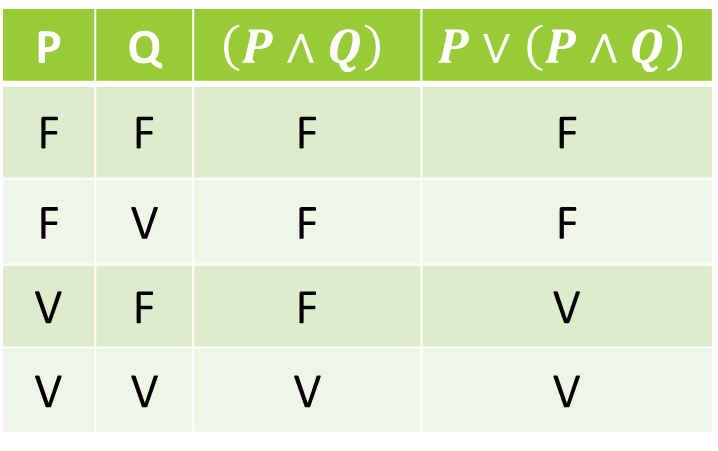 P Q (P ∧ Q) P ∨ (P ∧ Q)
F F F F
F V F F
V F F V
V V V V